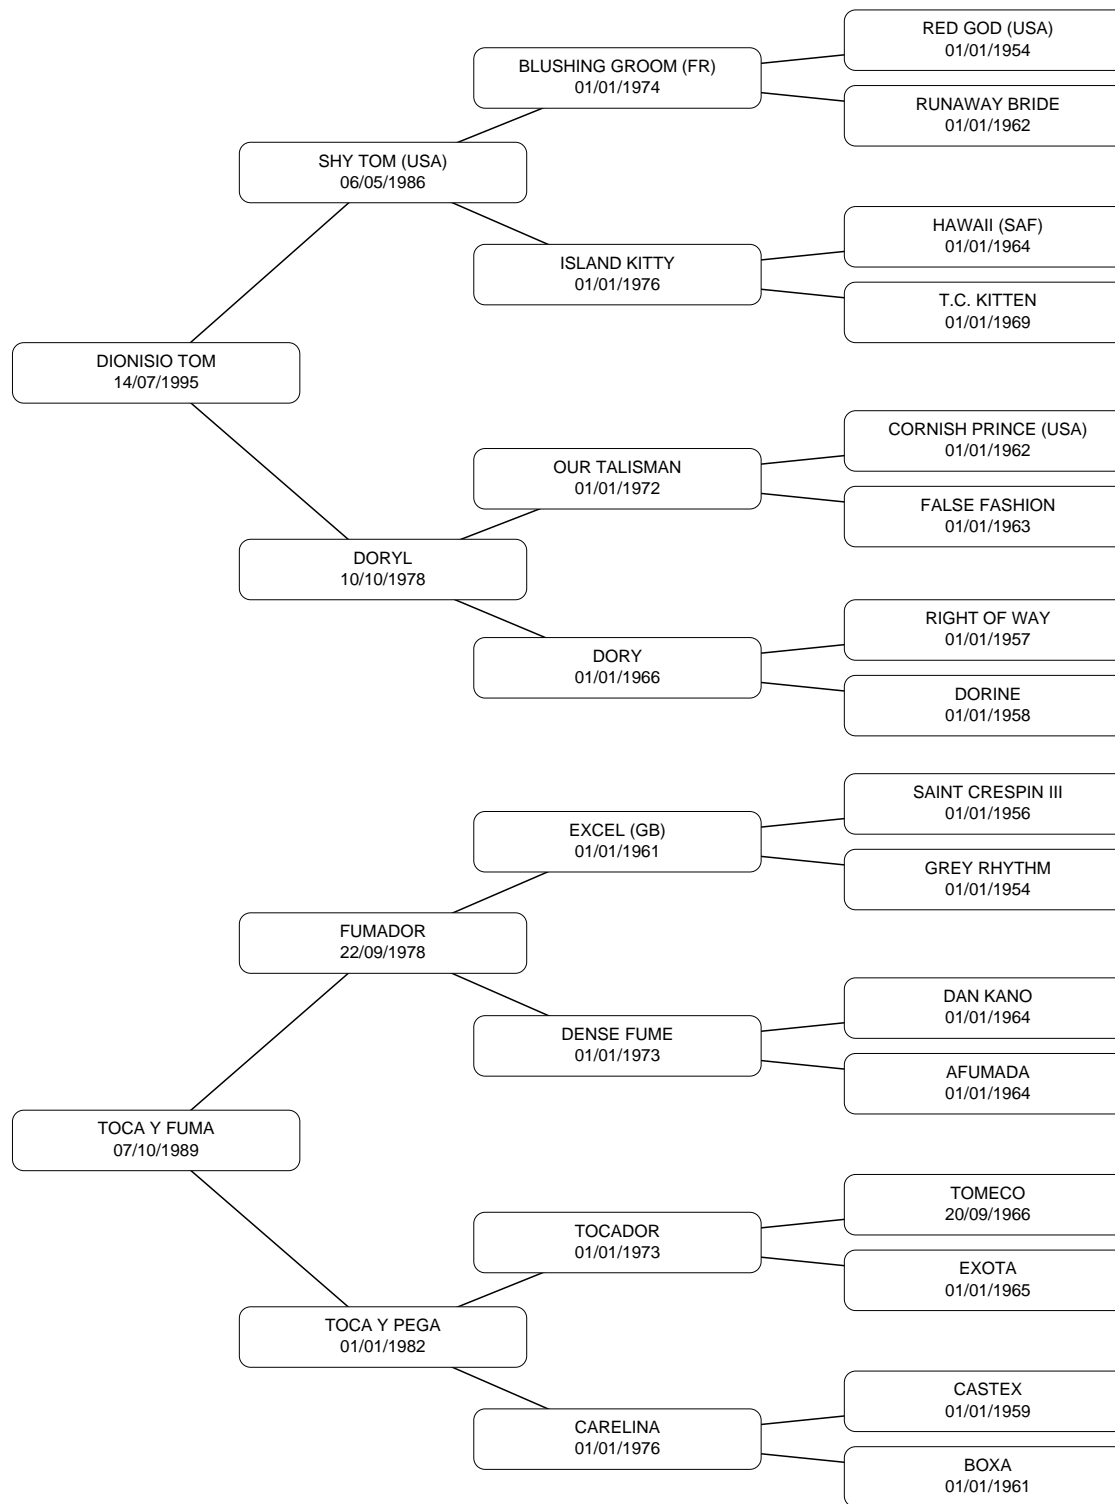 RED GOD (USA)
01/01/1954
BLUSHING GROOM (FR)
01/01/1974
RUNAWAY BRIDE
01/01/1962
SHY TOM (USA)
06/05/1986
HAWAII (SAF)
01/01/1964
ISLAND KITTY
01/01/1976
T.C. KITTEN
01/01/1969
DIONISIO TOM
14/07/1995
CORNISH PRINCE (USA)
01/01/1962
OUR TALISMAN
01/01/1972
FALSE FASHION
01/01/1963
DORYL
10/10/1978
RIGHT OF WAY
01/01/1957
DORY
01/01/1966
DORINE
01/01/1958
SAINT CRESPIN III
01/01/1956
EXCEL (GB)
01/01/1961
GREY RHYTHM
01/01/1954
FUMADOR
22/09/1978
DAN KANO
01/01/1964
DENSE FUME
01/01/1973
AFUMADA
01/01/1964
TOCA Y FUMA
07/10/1989
TOMECO
20/09/1966
TOCADOR
01/01/1973
EXOTA
01/01/1965
TOCA Y PEGA
01/01/1982
CASTEX
01/01/1959
CARELINA
01/01/1976
BOXA
01/01/1961